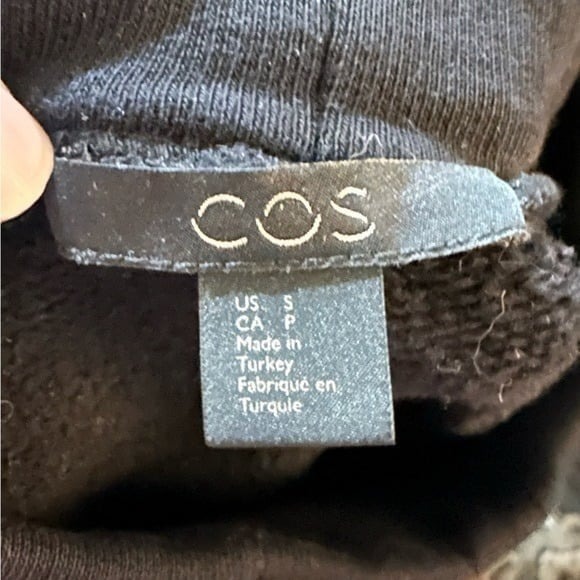 COS
US S
CA P
Made in
Turkey
Fabriqué en
Turquie